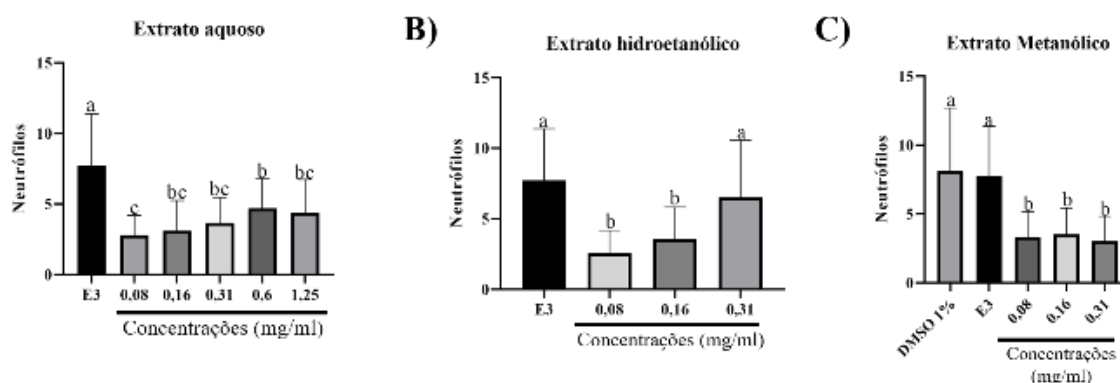 Extrato aquoso
Neutrófilos
15
10
5
0
a
c
bc
bc
b
bc
E3
0,08
0,16
0,31
0,6
1,25
Concentrações (mg/ml)
B)
Extrato hidroetanólico
Neutrófilos
15
10
5
0
a
b
b
a
E3
0,08
0,16
0,31
Concentrações (mg/ml)
C)
Extrato Metanólico
Neutrófilos
15
10
5
0
a
a
b
b
b
DMSO 1%
E3
0.08
0.16
0,31
Concentrações
(mg/ml)